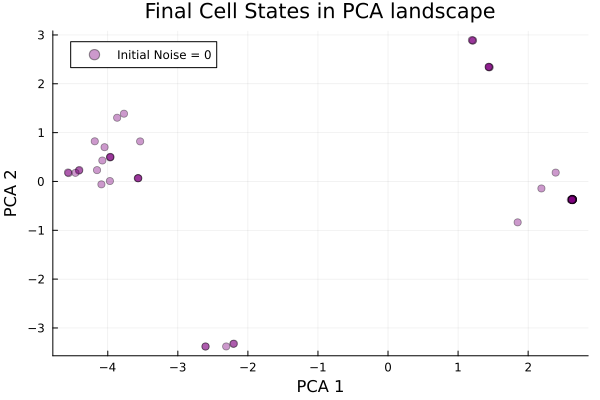 Final Cell States in PCA landscape
Initial Noise = 0
PCA 2
3
2
1
0
−1
−2
−3
−4 −3 −2 −1 0 1 2
PCA 1